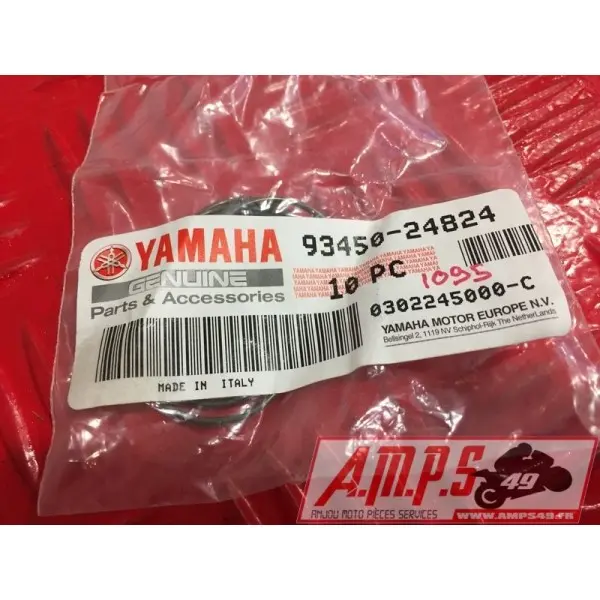 YAMAHA
GENUINE
Parts & Accessories
93450-24824
10 PC
1095
0302245000-C
YAMAHA MOTOR EUROPE N.V.
Bellsingel 2, 1119 NV Schiphol-Rijk The NetherLands
MADE IN ITALY
A.M.P.S
49
ANJOU MOTO PIÈCES SERVICES
WWW.AMPS49.FR